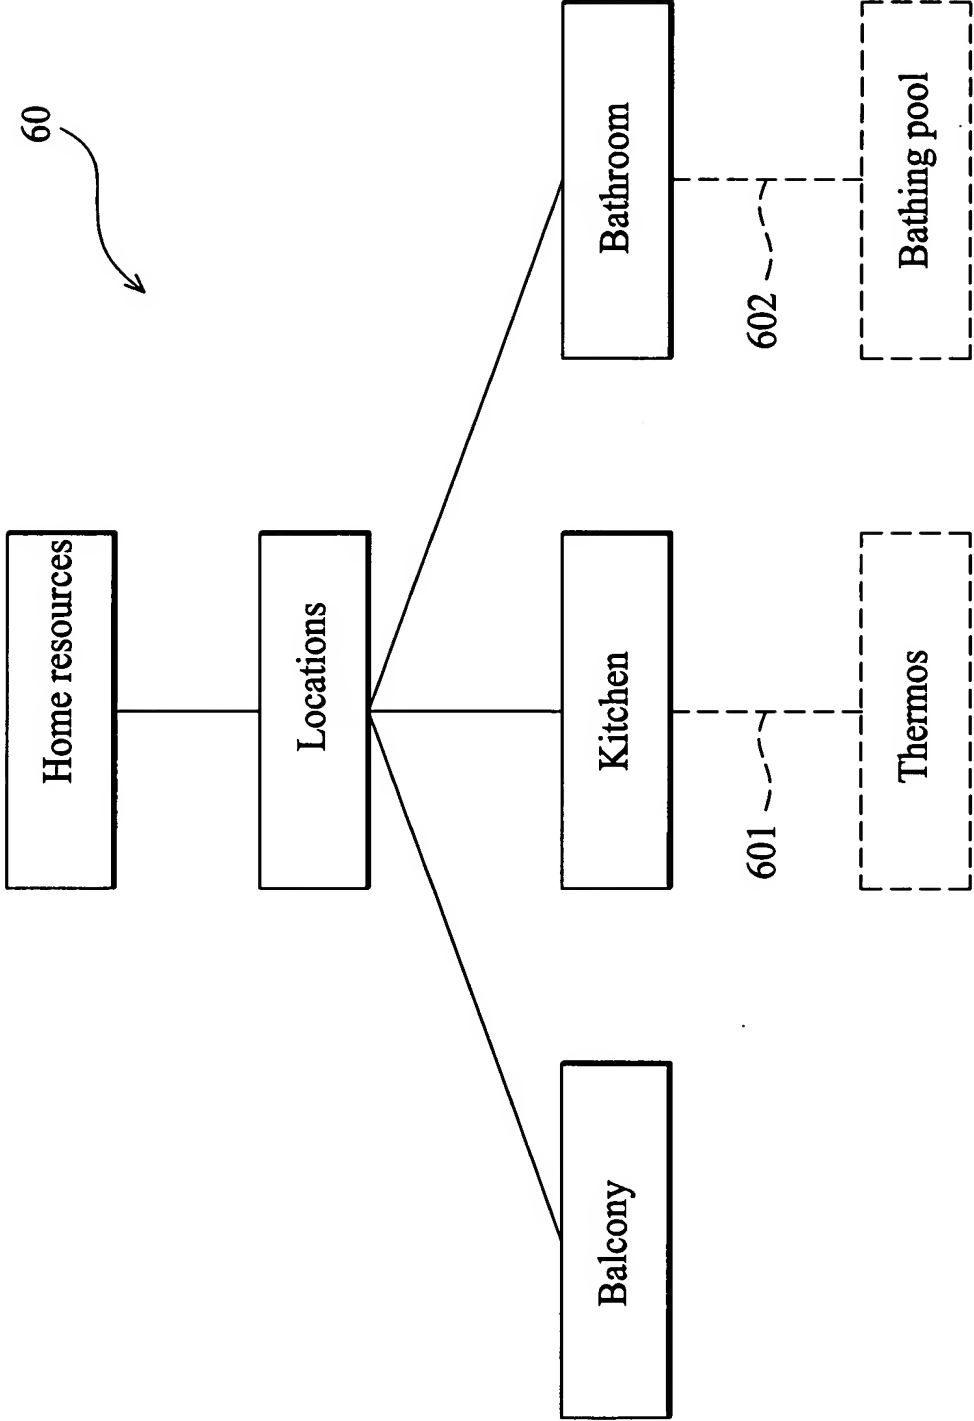 60
Home resources
Locations
Balcony
Kitchen
Bathroom
601
602
Thermos
Bathing pool